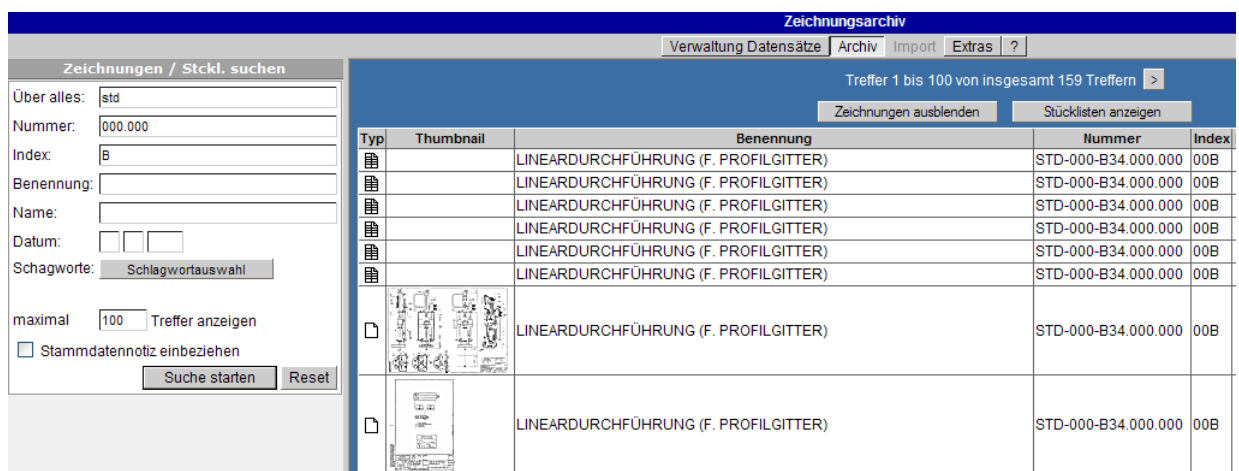 Zeichnungsarchiv
Verwaltung Datensätze Archiv Import Extras ?
Zeichnungen / Stckl. suchen
Über alles: std
Nummer: 000.000
Index: B
Benennung:
Name:
Datum:
Schagworte: Schlagwortauswahl
maximal 100 Treffer anzeigen
Stammdatennotiz einbeziehen
Suche starten Reset
Treffer 1 bis 100 von insgesamt 159 Treffern >
Zeichnungen ausblenden Stücklisten anzeigen
Typ Thumbnail Benennung Nummer Index
LINEARDURCHFÜHRUNG (F. PROFILGITTER) STD-000-B34.000.000 00B
LINEARDURCHFÜHRUNG (F. PROFILGITTER) STD-000-B34.000.000 00B
LINEARDURCHFÜHRUNG (F. PROFILGITTER) STD-000-B34.000.000 00B
LINEARDURCHFÜHRUNG (F. PROFILGITTER) STD-000-B34.000.000 00B
LINEARDURCHFÜHRUNG (F. PROFILGITTER) STD-000-B34.000.000 00B
LINEARDURCHFÜHRUNG (F. PROFILGITTER) STD-000-B34.000.000 00B
LINEARDURCHFÜHRUNG (F. PROFILGITTER) STD-000-B34.000.000 00B
LINEARDURCHFÜHRUNG (F. PROFILGITTER) STD-000-B34.000.000 00B